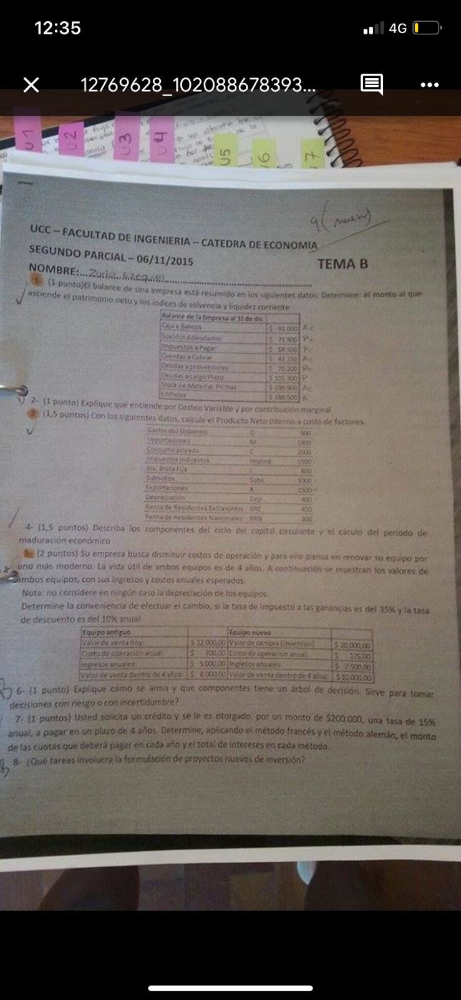 12:35
4G
12769628_102088678393...
U1
U2
U3
U4
U5
U6
U7
9 (nueve)
UCC – FACULTAD DE INGENIERIA – CATEDRA DE ECONOMIA
SEGUNDO PARCIAL – 06/11/2015 TEMA B
NOMBRE:...
1- (1 punto)El balance de una empresa está resumido en los siguientes datos: Determine: el monto al que
asciende el patrimonio neto y los índices de solvencia y liquidez corriente
Balance de la Empresa al 31 de dic
Caja y Bancos $ 91.000 Ac
Sueldos Adeudados $ 71.500 Pc
Impuestos a Pagar $ 68.500 Pc
Cuentas a Cobrar $ 42.250 Ac
Deudas a proveedores $ 70.200 Pc
Deudas a Largo Plazo $ 105.300 P
Stock de Materias Primas $ 198.900 Ac
Edificios $ 188.500 A
2- (1 punto) Explique qué entiende por Costeo Variable y por contribución marginal
3- (1,5 puntos) Con los siguientes datos, calcule el Producto Neto Interno a costo de factores.
Gastos del Gobierno G 900
Importaciones M 1800
Consumo privado C 2000
Impuestos Indirectos ImpInd 1500
Inv. Bruta Fija I 800
Subsidios Subs 1000
Exportaciones X 1500
Depreciación Dep 400
Renta de Residentes Extranjeros RRE 450
Renta de Residentes Nacionales RRN 300
4- (1,5 puntos) Describa los componentes del ciclo del capital circulante y el cáculo del periodo de
maduración económico
5- (2 puntos) Su empresa busca disminuir costos de operación y para ello piensa en renovar su equipo por
uno más moderno. La vida útil de ambos equipos es de 4 años. A continuación se muestran los valores de
ambos equipos, con sus ingresos y costos anuales esperados.
Nota: no considere en ningún caso la depreciación de los equipos.
Determine la conveniencia de efectuar el cambio, si la tasa de impuesto a las ganancias es del 35% y la tasa
de descuento es del 10% anual
Equipo antiguo Equipo nuevo
Valor de venta hoy: $ 12.000,00 Valor de compra (inversion) $ 20.000,00
Costo de operación anual: $ 200,00 Costo de operación anual: $ 175,00
Ingresos anuales: $ 5.000,00 Ingresos anuales: $ 7.500,00
Valor de venta dentro de 4 años: $ 8.000,00 Valor de venta dentro de 4 años: $ 10.000,00
6- (1 punto) Explique cómo se arma y que componentes tiene un árbol de decisión. Sirve para tomar
decisiones con riesgo o con incertidumbre?
7- (1 puntos) Usted solicita un crédito y se le es otorgado, por un monto de $200.000, una tasa de 15%
anual, a pagar en un plazo de 4 años. Determine, aplicando el método francés y el método alemán, el monto
de las cuotas que deberá pagar en cada año y el total de intereses en cada método.
8- ¿Qué tareas involucra la formulación de proyectos nuevos de inversión?